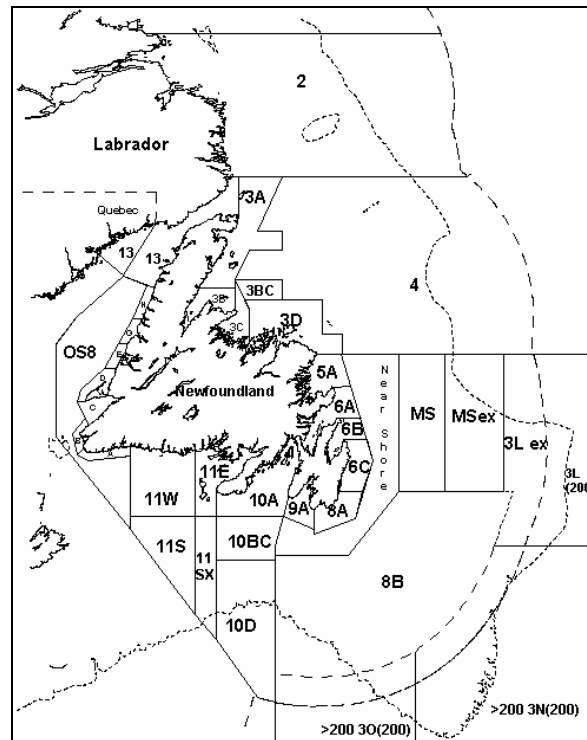 2
Labrador
3A
Quebec
13
13
4
3BC
3B
3C
3D
H
G
OS8
E
D
Newfoundland
5A
Near Shore
MS
MSex
3L ex
C
6A
6B
3L
(200
B
A
6C
11W
11E
10A
9A
8A
11S
11
SX
10BC
8B
10D
>200 3O(200)
>200 3N(200)